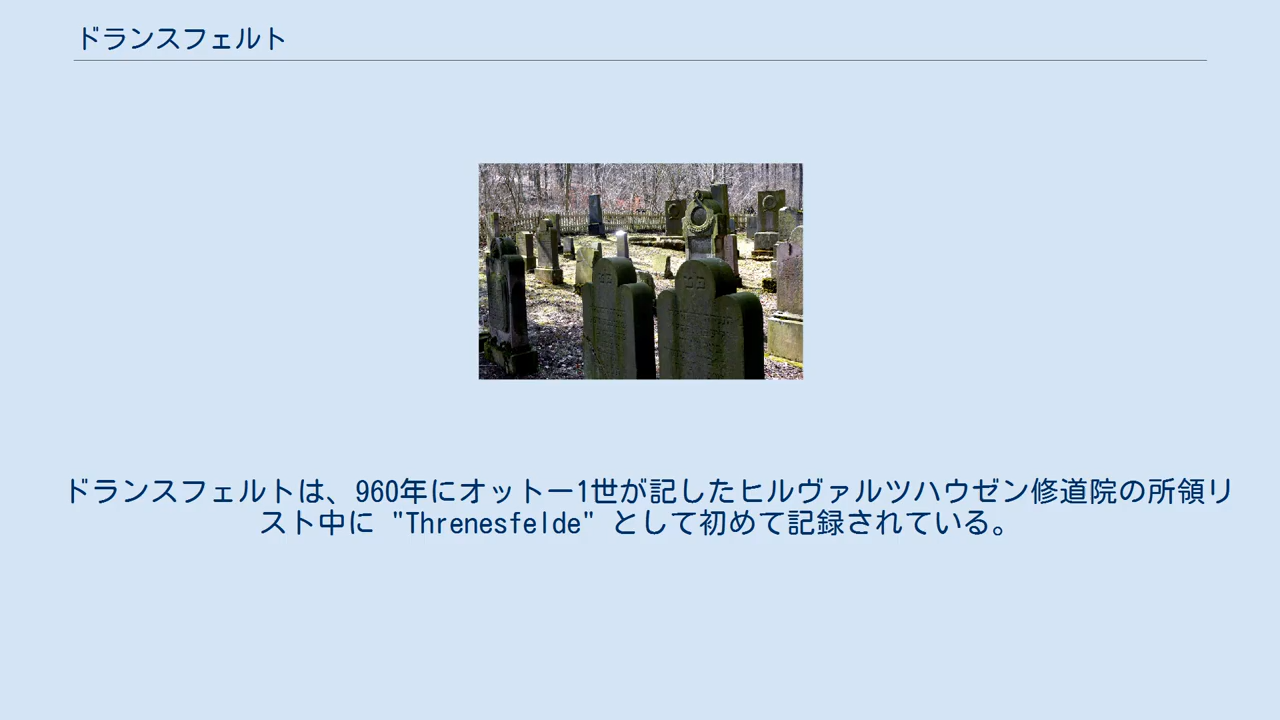 ドランスフェルト
ドランスフェルトは、960年にオットー1世が記したヒルヴァルツハウゼン修道院の所領リ
スト中に "Threnesfelde" として初めて記録されている。